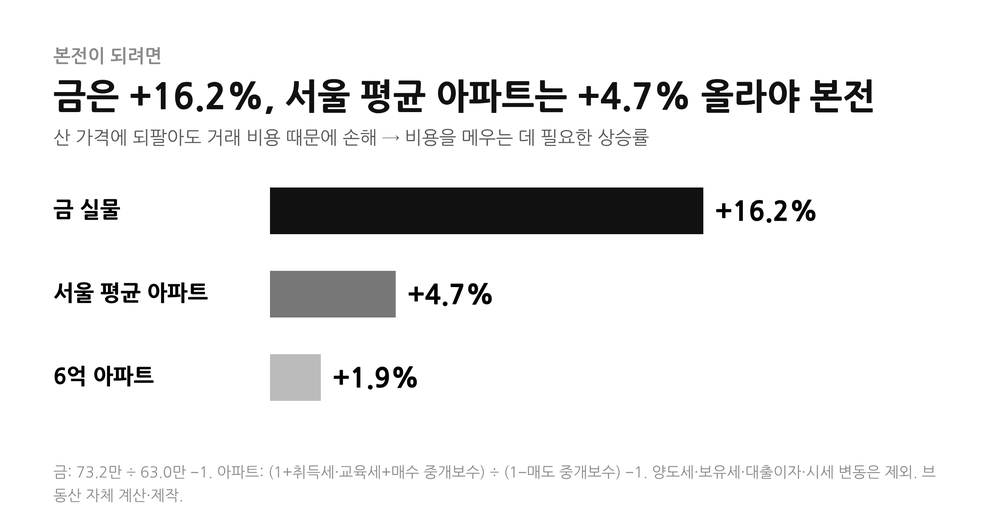 본전이 되려면
금은 +16.2%, 서울 평균 아파트는 +4.7% 올라야 본전
산 가격에 되팔아도 거래 비용 때문에 손해 → 비용을 메우는 데 필요한 상승률
금 실물
+16.2%
서울 평균 아파트
+4.7%
6억 아파트
+1.9%
금: 73.2만 ÷ 63.0만 −1. 아파트: (1+취득세·교육세+매수 중개보수) ÷ (1−매도 중개보수) −1. 양도세·보유세·대출이자·시세 변동은 제외. 브
동산 자체 계산·제작.